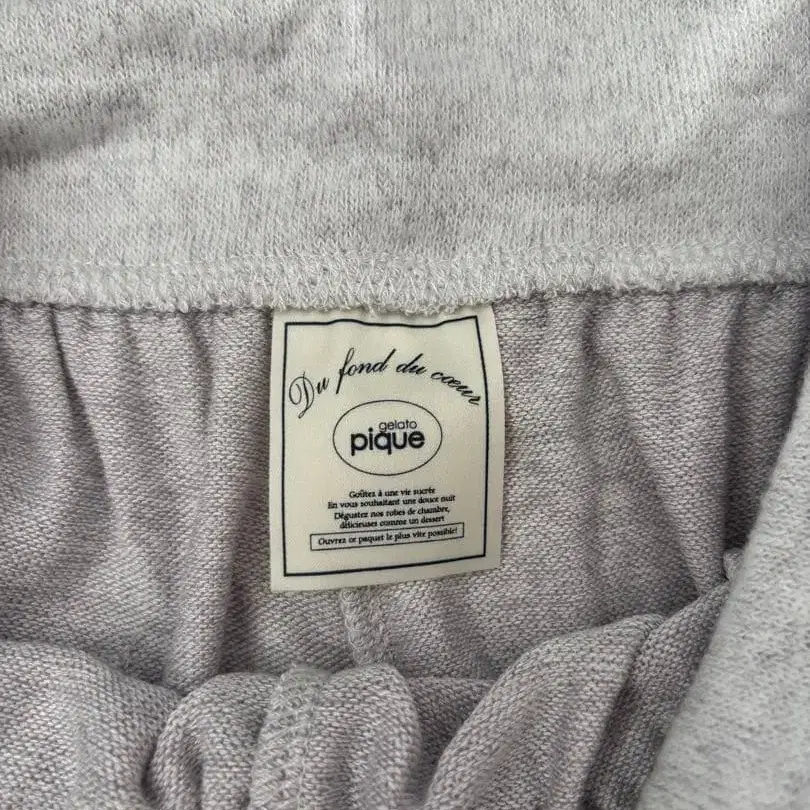 Du fond du cœur
gelato
pique
Goûtez à une vie sucrée
En vous souhaitant une douce nuit
Dégustez nos robes de chambre,
délicieuses comme un dessert
Ouvrez ce paquet le plus vite possible!